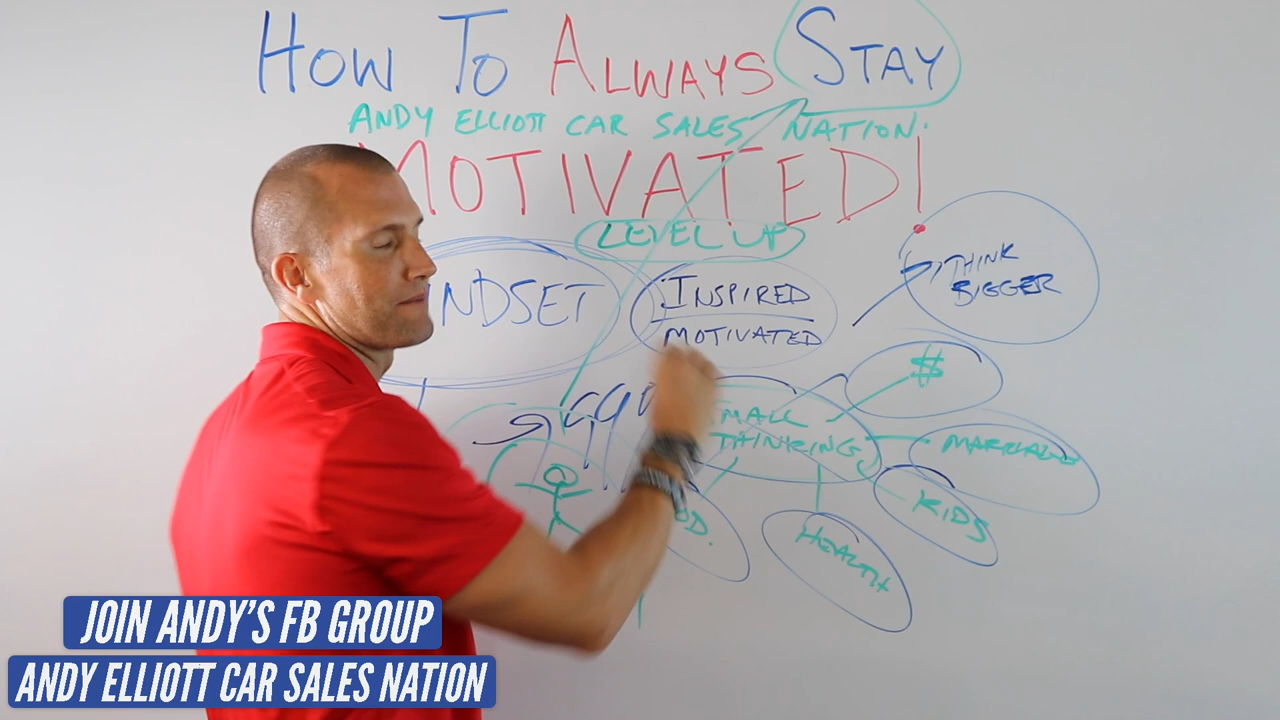 HOW TO ALWAYS STAY
ANDY ELLIOTT CAR SALES NATION.
MOTIVATED!
LEVEL UP
NDSET
INSPIRED
MOTIVATED
THINK
BIGGER
$
MALL
THINKING
MARRIAGE
KIDS
HEALTH
OD.
JOIN ANDY'S FB GROUP
ANDY ELLIOTT CAR SALES NATION